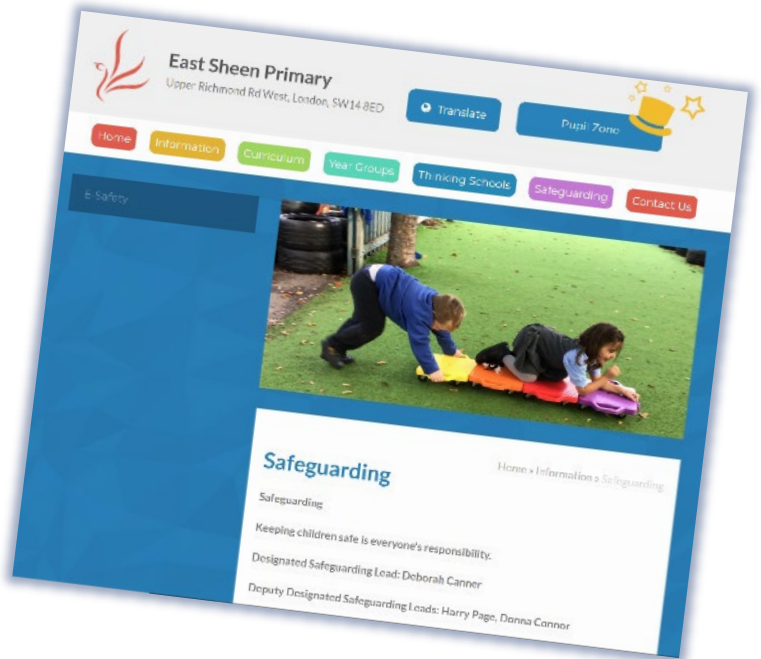 East Sheen Primary
Upper Richmond Rd West, London, SW14 8ED
Translate
Pupil Zone
Home
Information
Curriculum
Year Groups
Thinking Schools
Safeguarding
Contact Us
E-Safety
Safeguarding
Home » Information » Safeguarding
Safeguarding
Keeping children safe is everyone's responsibility.
Designated Safeguarding Lead: Deborah Canner
Deputy Designated Safeguarding Leads: Harry Page, Donna Connor